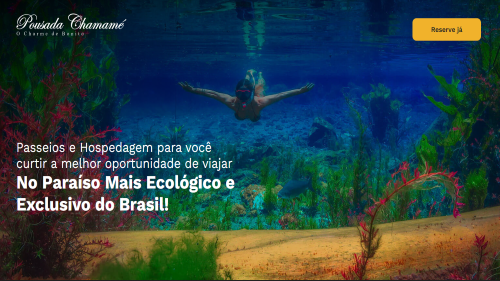 Pousada Chamamé
O Charme de Bonito
Reserve já
Passeios e Hospedagem para você
curtir a melhor oportunidade de viajar
No Paraíso Mais Ecológico e
Exclusivo do Brasil!